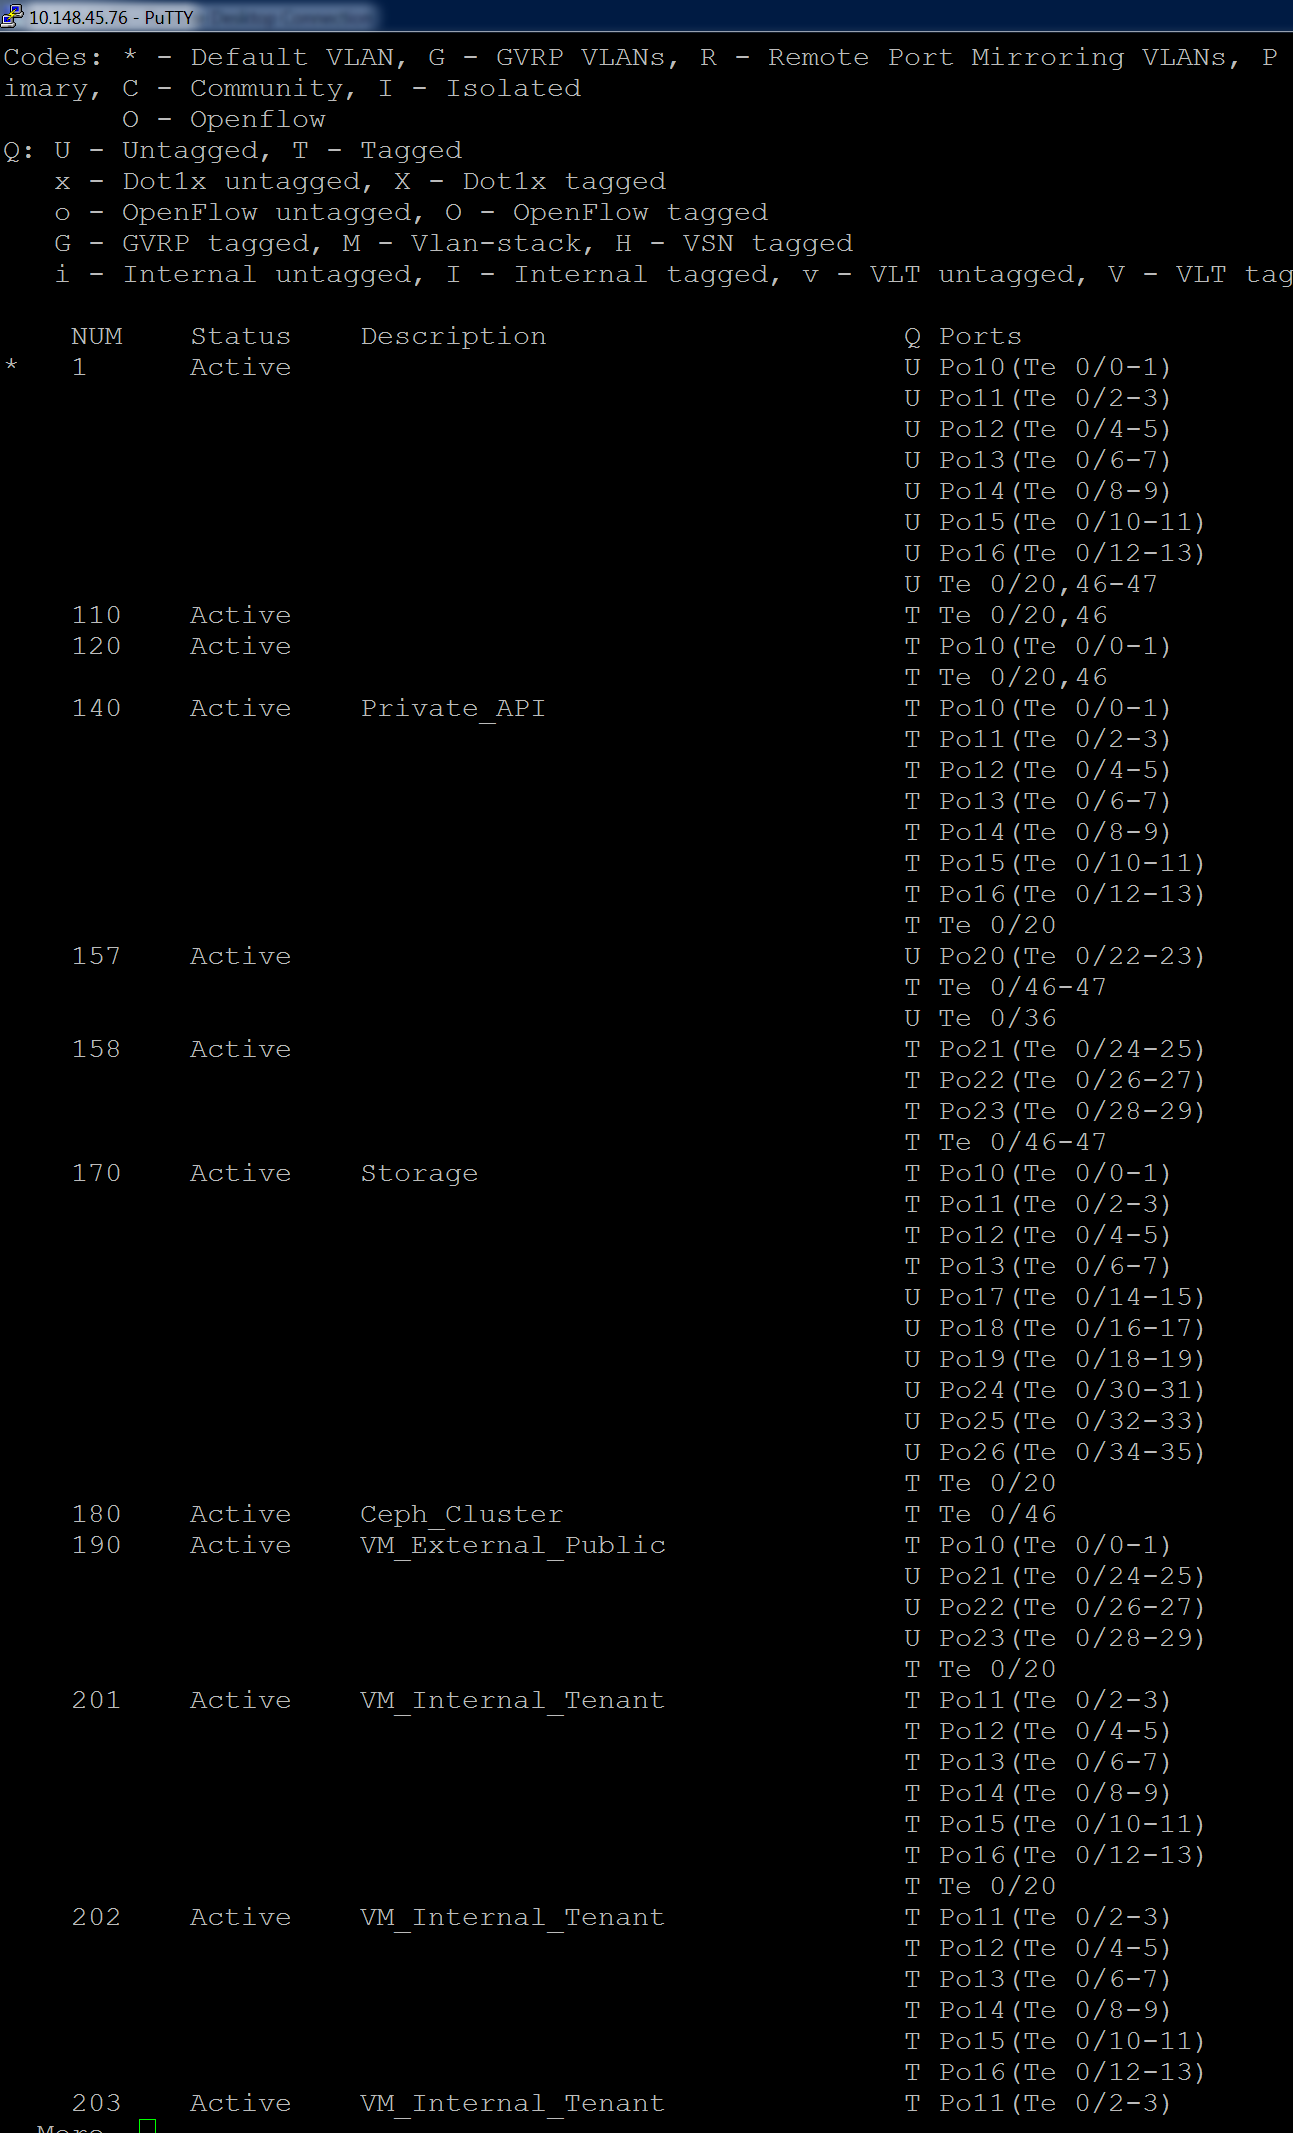 10.148.45.76 - PuTTY
Codes: * - Default VLAN, G - GVRP VLANs, R - Remote Port Mirroring VLANs, P
imary, C - Community, I - Isolated
O - Openflow
Q: U - Untagged, T - Tagged
x - Dot1x untagged, X - Dot1x tagged
o - OpenFlow untagged, O - OpenFlow tagged
G - GVRP tagged, M - Vlan-stack, H - VSN tagged
i - Internal untagged, I - Internal tagged, v - VLT untagged, V - VLT tag
NUM Status Description Q Ports
* 1 Active U Po10(Te 0/0-1)
U Po11(Te 0/2-3)
U Po12(Te 0/4-5)
U Po13(Te 0/6-7)
U Po14(Te 0/8-9)
U Po15(Te 0/10-11)
U Po16(Te 0/12-13)
U Te 0/20,46-47
110 Active T Te 0/20,46
120 Active T Po10(Te 0/0-1)
T Te 0/20,46
140 Active Private_API T Po10(Te 0/0-1)
T Po11(Te 0/2-3)
T Po12(Te 0/4-5)
T Po13(Te 0/6-7)
T Po14(Te 0/8-9)
T Po15(Te 0/10-11)
T Po16(Te 0/12-13)
T Te 0/20
157 Active U Po20(Te 0/22-23)
T Te 0/46-47
U Te 0/36
158 Active T Po21(Te 0/24-25)
T Po22(Te 0/26-27)
T Po23(Te 0/28-29)
T Te 0/46-47
170 Active Storage T Po10(Te 0/0-1)
T Po11(Te 0/2-3)
T Po12(Te 0/4-5)
T Po13(Te 0/6-7)
U Po17(Te 0/14-15)
U Po18(Te 0/16-17)
U Po19(Te 0/18-19)
U Po24(Te 0/30-31)
U Po25(Te 0/32-33)
U Po26(Te 0/34-35)
T Te 0/20
180 Active Ceph_Cluster T Te 0/46
190 Active VM_External_Public T Po10(Te 0/0-1)
U Po21(Te 0/24-25)
U Po22(Te 0/26-27)
U Po23(Te 0/28-29)
T Te 0/20
201 Active VM_Internal_Tenant T Po11(Te 0/2-3)
T Po12(Te 0/4-5)
T Po13(Te 0/6-7)
T Po14(Te 0/8-9)
T Po15(Te 0/10-11)
T Po16(Te 0/12-13)
T Te 0/20
202 Active VM_Internal_Tenant T Po11(Te 0/2-3)
T Po12(Te 0/4-5)
T Po13(Te 0/6-7)
T Po14(Te 0/8-9)
T Po15(Te 0/10-11)
T Po16(Te 0/12-13)
203 Active VM_Internal_Tenant T Po11(Te 0/2-3)
More